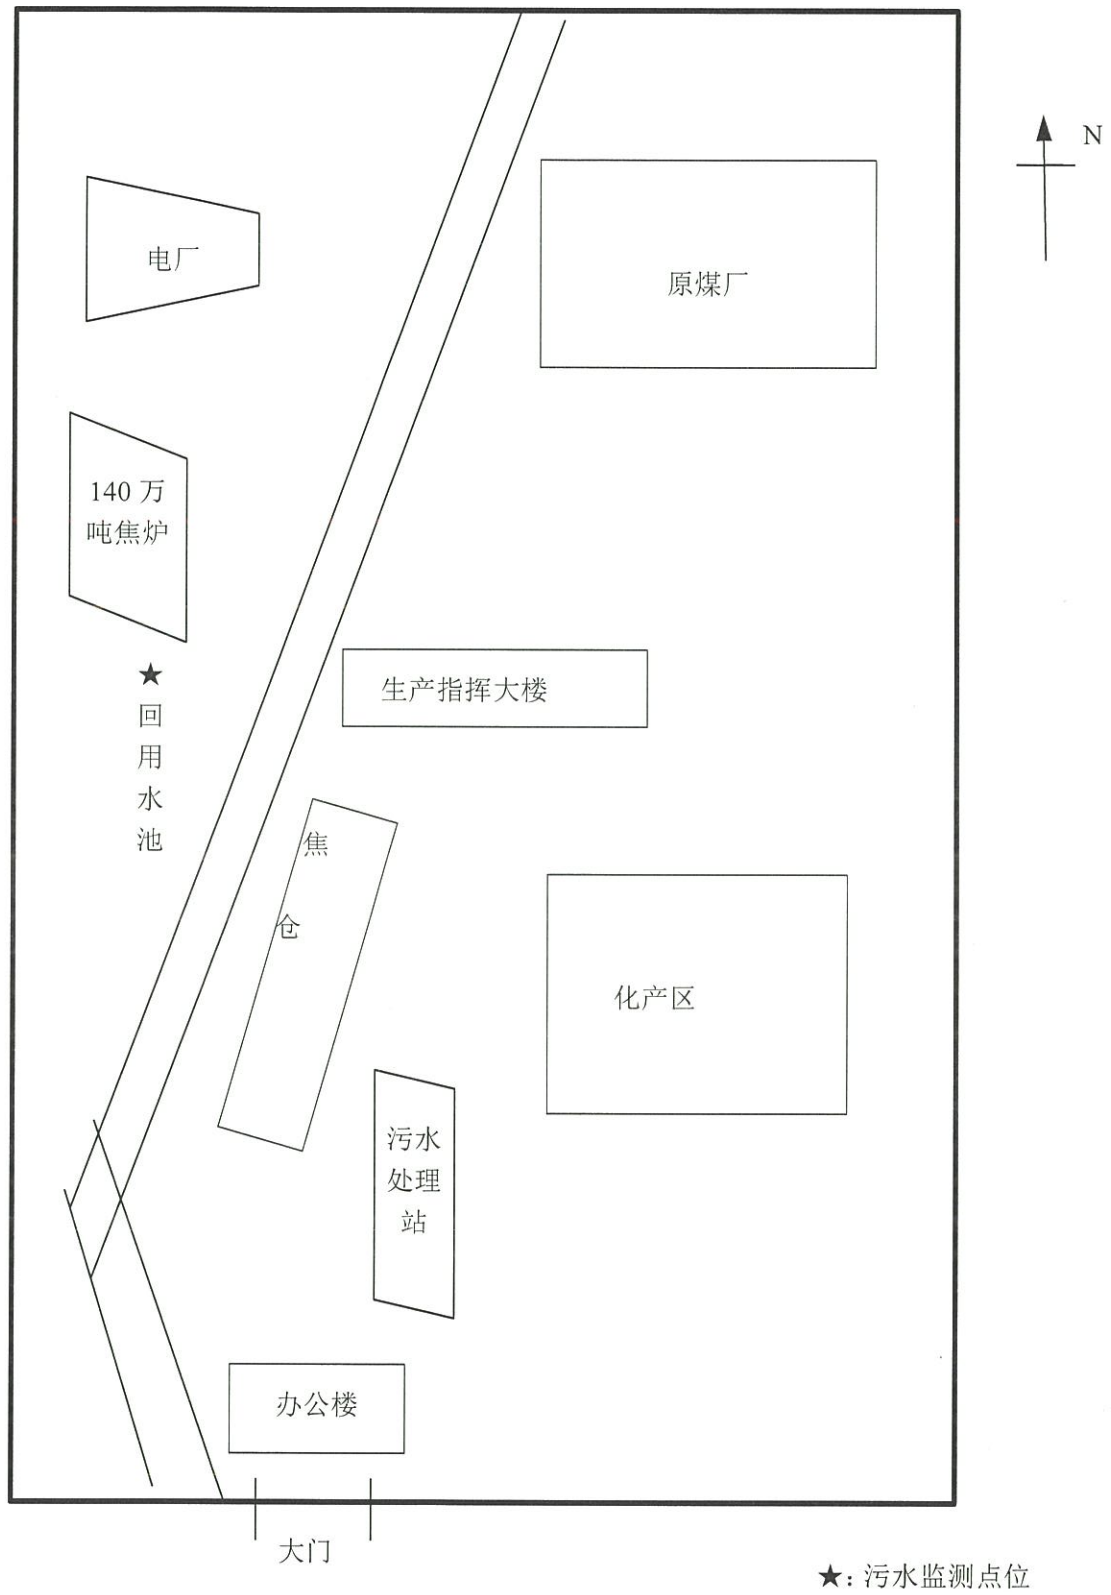 N
电厂
原煤厂
140 万
吨焦炉
生产指挥大楼
★
回
用
水
池
焦
仓
化产区
污水
处理
站
办公楼
大门
★: 污水监测点位